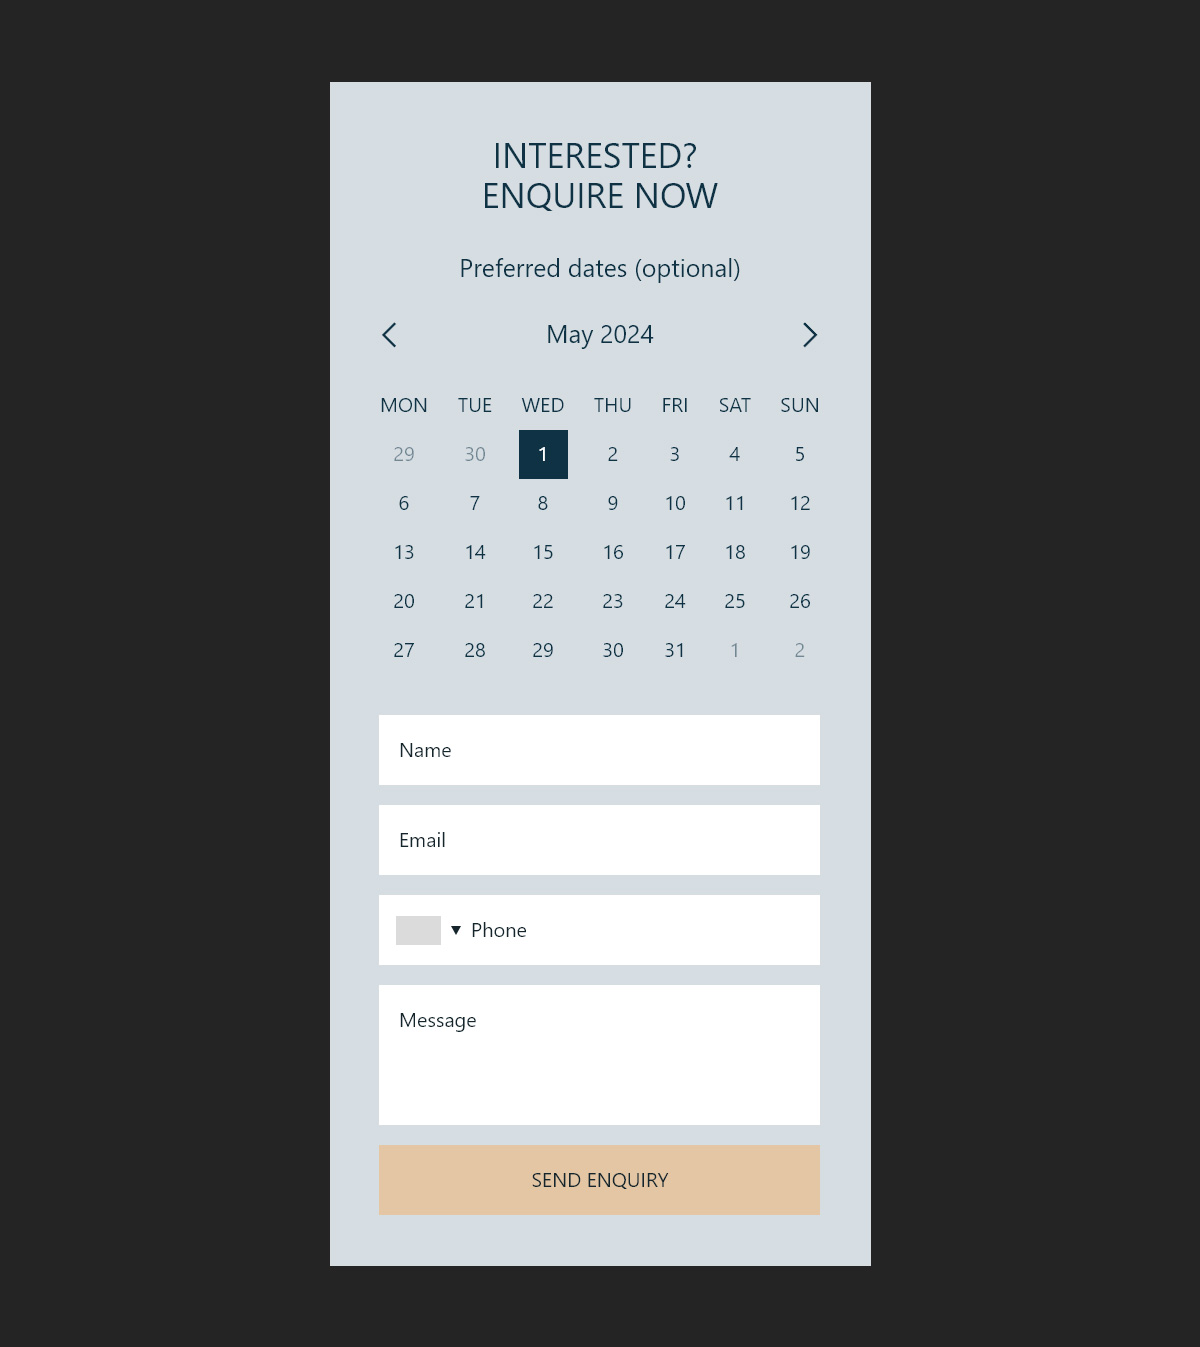 INTERESTED?
ENQUIRE NOW
Preferred dates (optional)
May 2024
MON TUE WED THU FRI SAT SUN
29 30 1 2 3 4 5
6 7 8 9 10 11 12
13 14 15 16 17 18 19
20 21 22 23 24 25 26
27 28 29 30 31 1 2
Name
Email
Phone
Message
SEND ENQUIRY